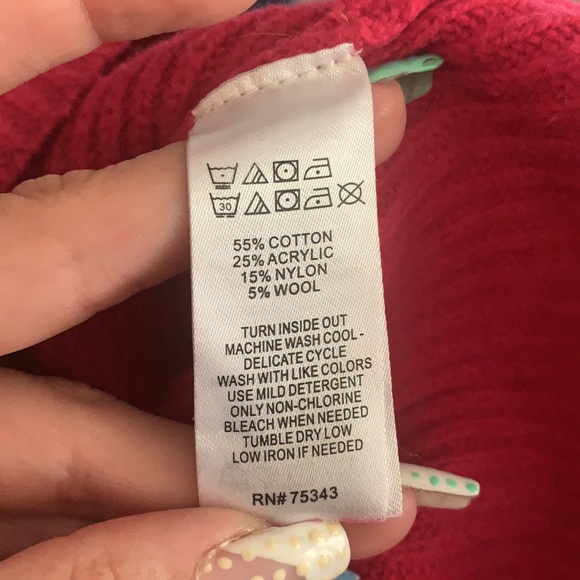 30
55% COTTON
25% ACRYLIC
15% NYLON
5% WOOL
TURN INSIDE OUT
MACHINE WASH COOL -
DELICATE CYCLE
WASH WITH LIKE COLORS
USE MILD DETERGENT
ONLY NON-CHLORINE
BLEACH WHEN NEEDED
TUMBLE DRY LOW
LOW IRON IF NEEDED
RN# 75343